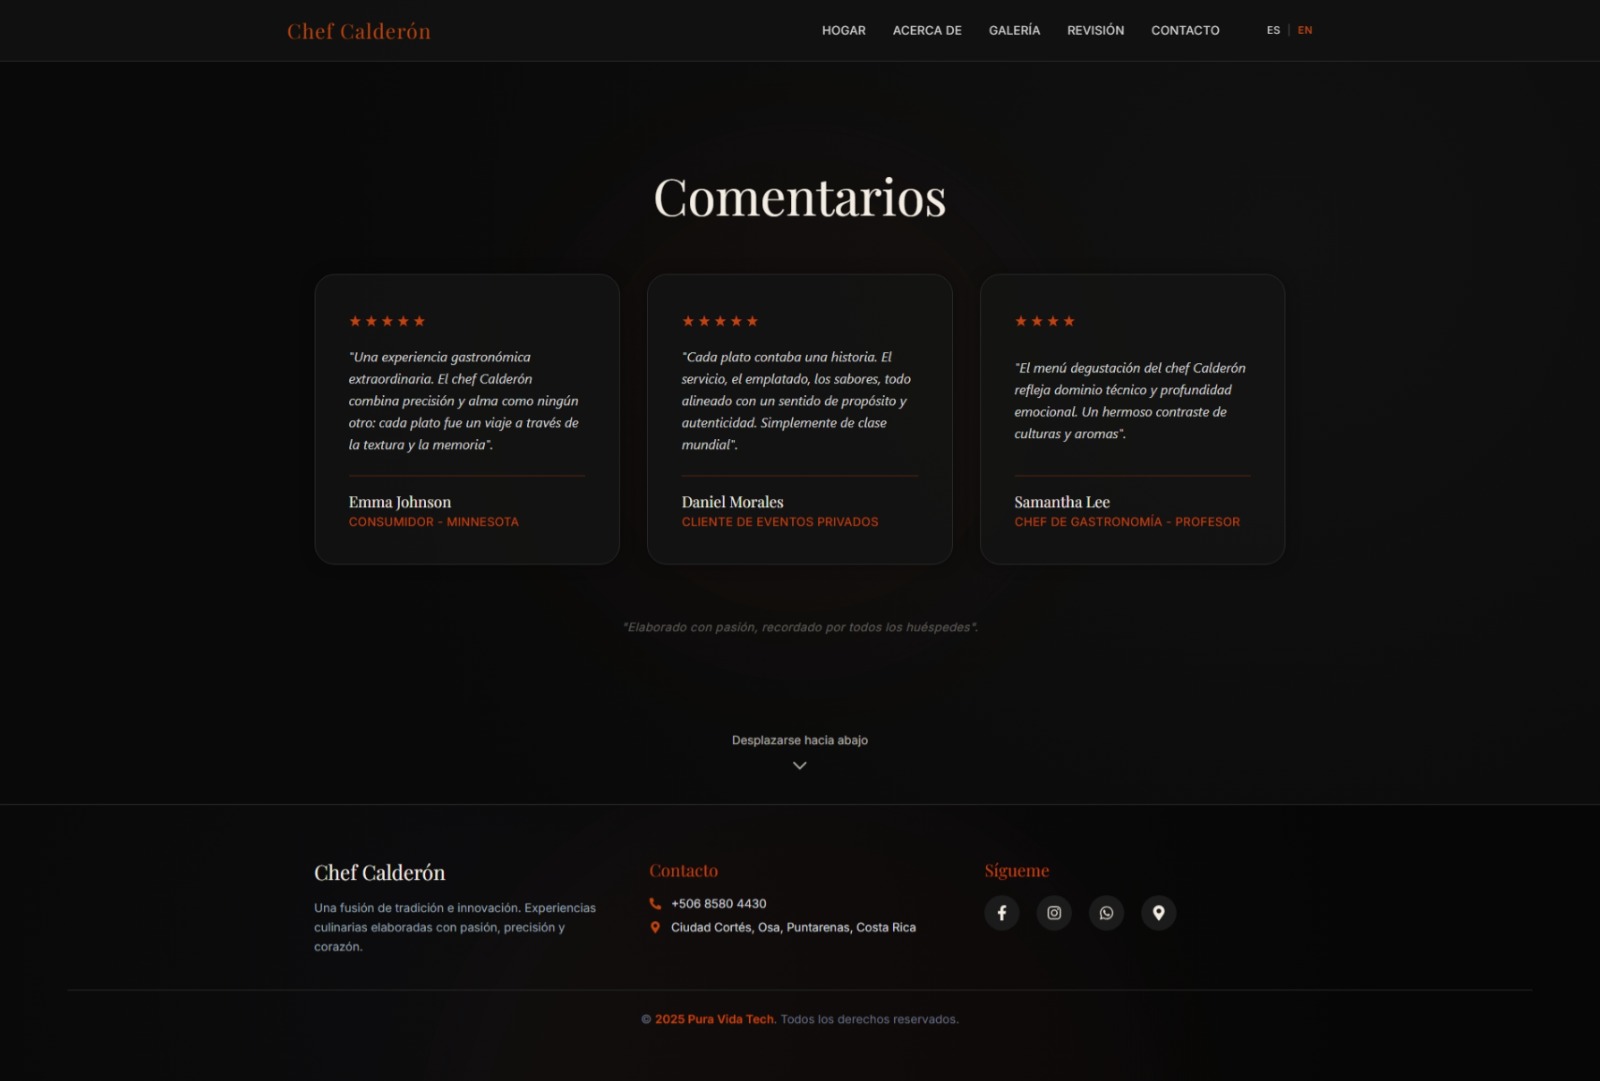 Chef Calderón
HOGAR ACERCA DE GALERÍA REVISIÓN CONTACTO ES | EN
Comentarios
★★★★★
"Una experiencia gastronómica
extraordinaria. El chef Calderón
combina precisión y alma como ningún
otro: cada plato fue un viaje a través de
la textura y la memoria".
Emma Johnson
CONSUMIDOR - MINNESOTA
★★★★★
"Cada plato contaba una historia. El
servicio, el emplatado, los sabores, todo
alineado con un sentido de propósito y
autenticidad. Simplemente de clase
mundial".
Daniel Morales
CLIENTE DE EVENTOS PRIVADOS
★★★★
"El menú degustación del chef Calderón
refleja dominio técnico y profundidad
emocional. Un hermoso contraste de
culturas y aromas".
Samantha Lee
CHEF DE GASTRONOMÍA - PROFESOR
"Elaborado con pasión, recordado por todos los huéspedes".
Desplazarse hacia abajo
Chef Calderón
Una fusión de tradición e innovación. Experiencias
culinarias elaboradas con pasión, precisión y
corazón.
Contacto
+506 8580 4430
Ciudad Cortés, Osa, Puntarenas, Costa Rica
Sígueme
© 2025 Pura Vida Tech. Todos los derechos reservados.